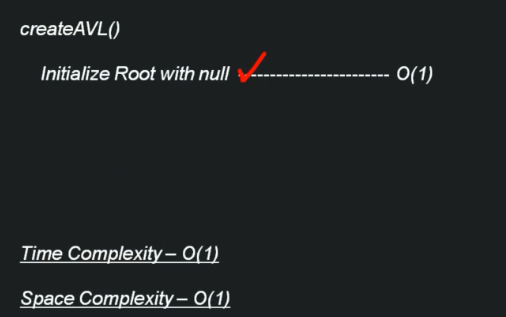 createAVL()
Initialize Root with null ----------------------- O(1)
Time Complexity – O(1)
Space Complexity – O(1)